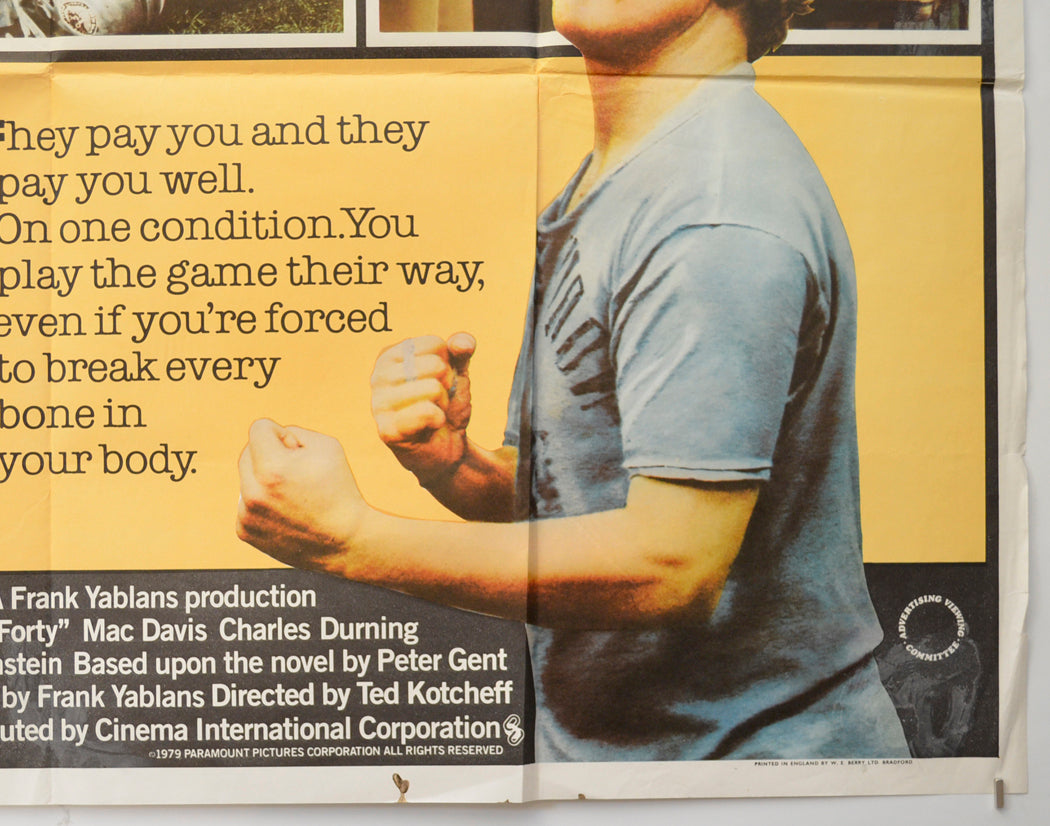 They pay you and they
pay you well.
On one condition.You
play the game their way,
even if you're forced
to break every
bone in
your body.
A Frank Yablans production
Forty” Mac Davis Charles Durning
nstein Based upon the novel by Peter Gent
by Frank Yablans Directed by Ted Kotcheff
uted by Cinema International Corporation
©1979 PARAMOUNT PICTURES CORPORATION ALL RIGHTS RESERVED
ADVERTISING VIEWING
· COMMITTEE ·
PRINTED IN ENGLAND BY W. E. BERRY, LTD. BRADFORD